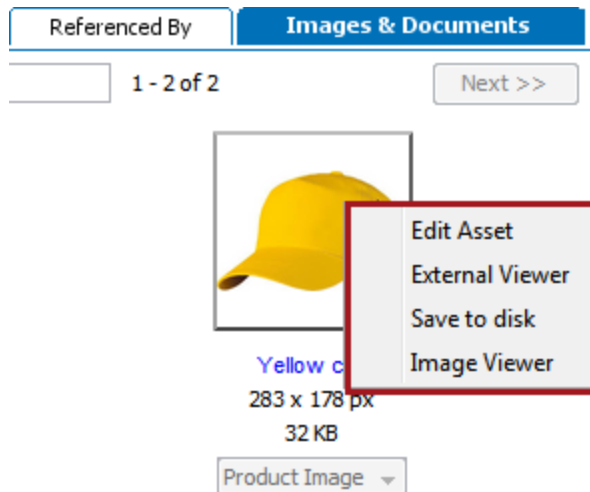 Referenced By
Images & Documents
1 - 2 of 2
Next >>
Edit Asset
External Viewer
Save to disk
Image Viewer
Yellow
283 x 178 px
32 KB
Product Image